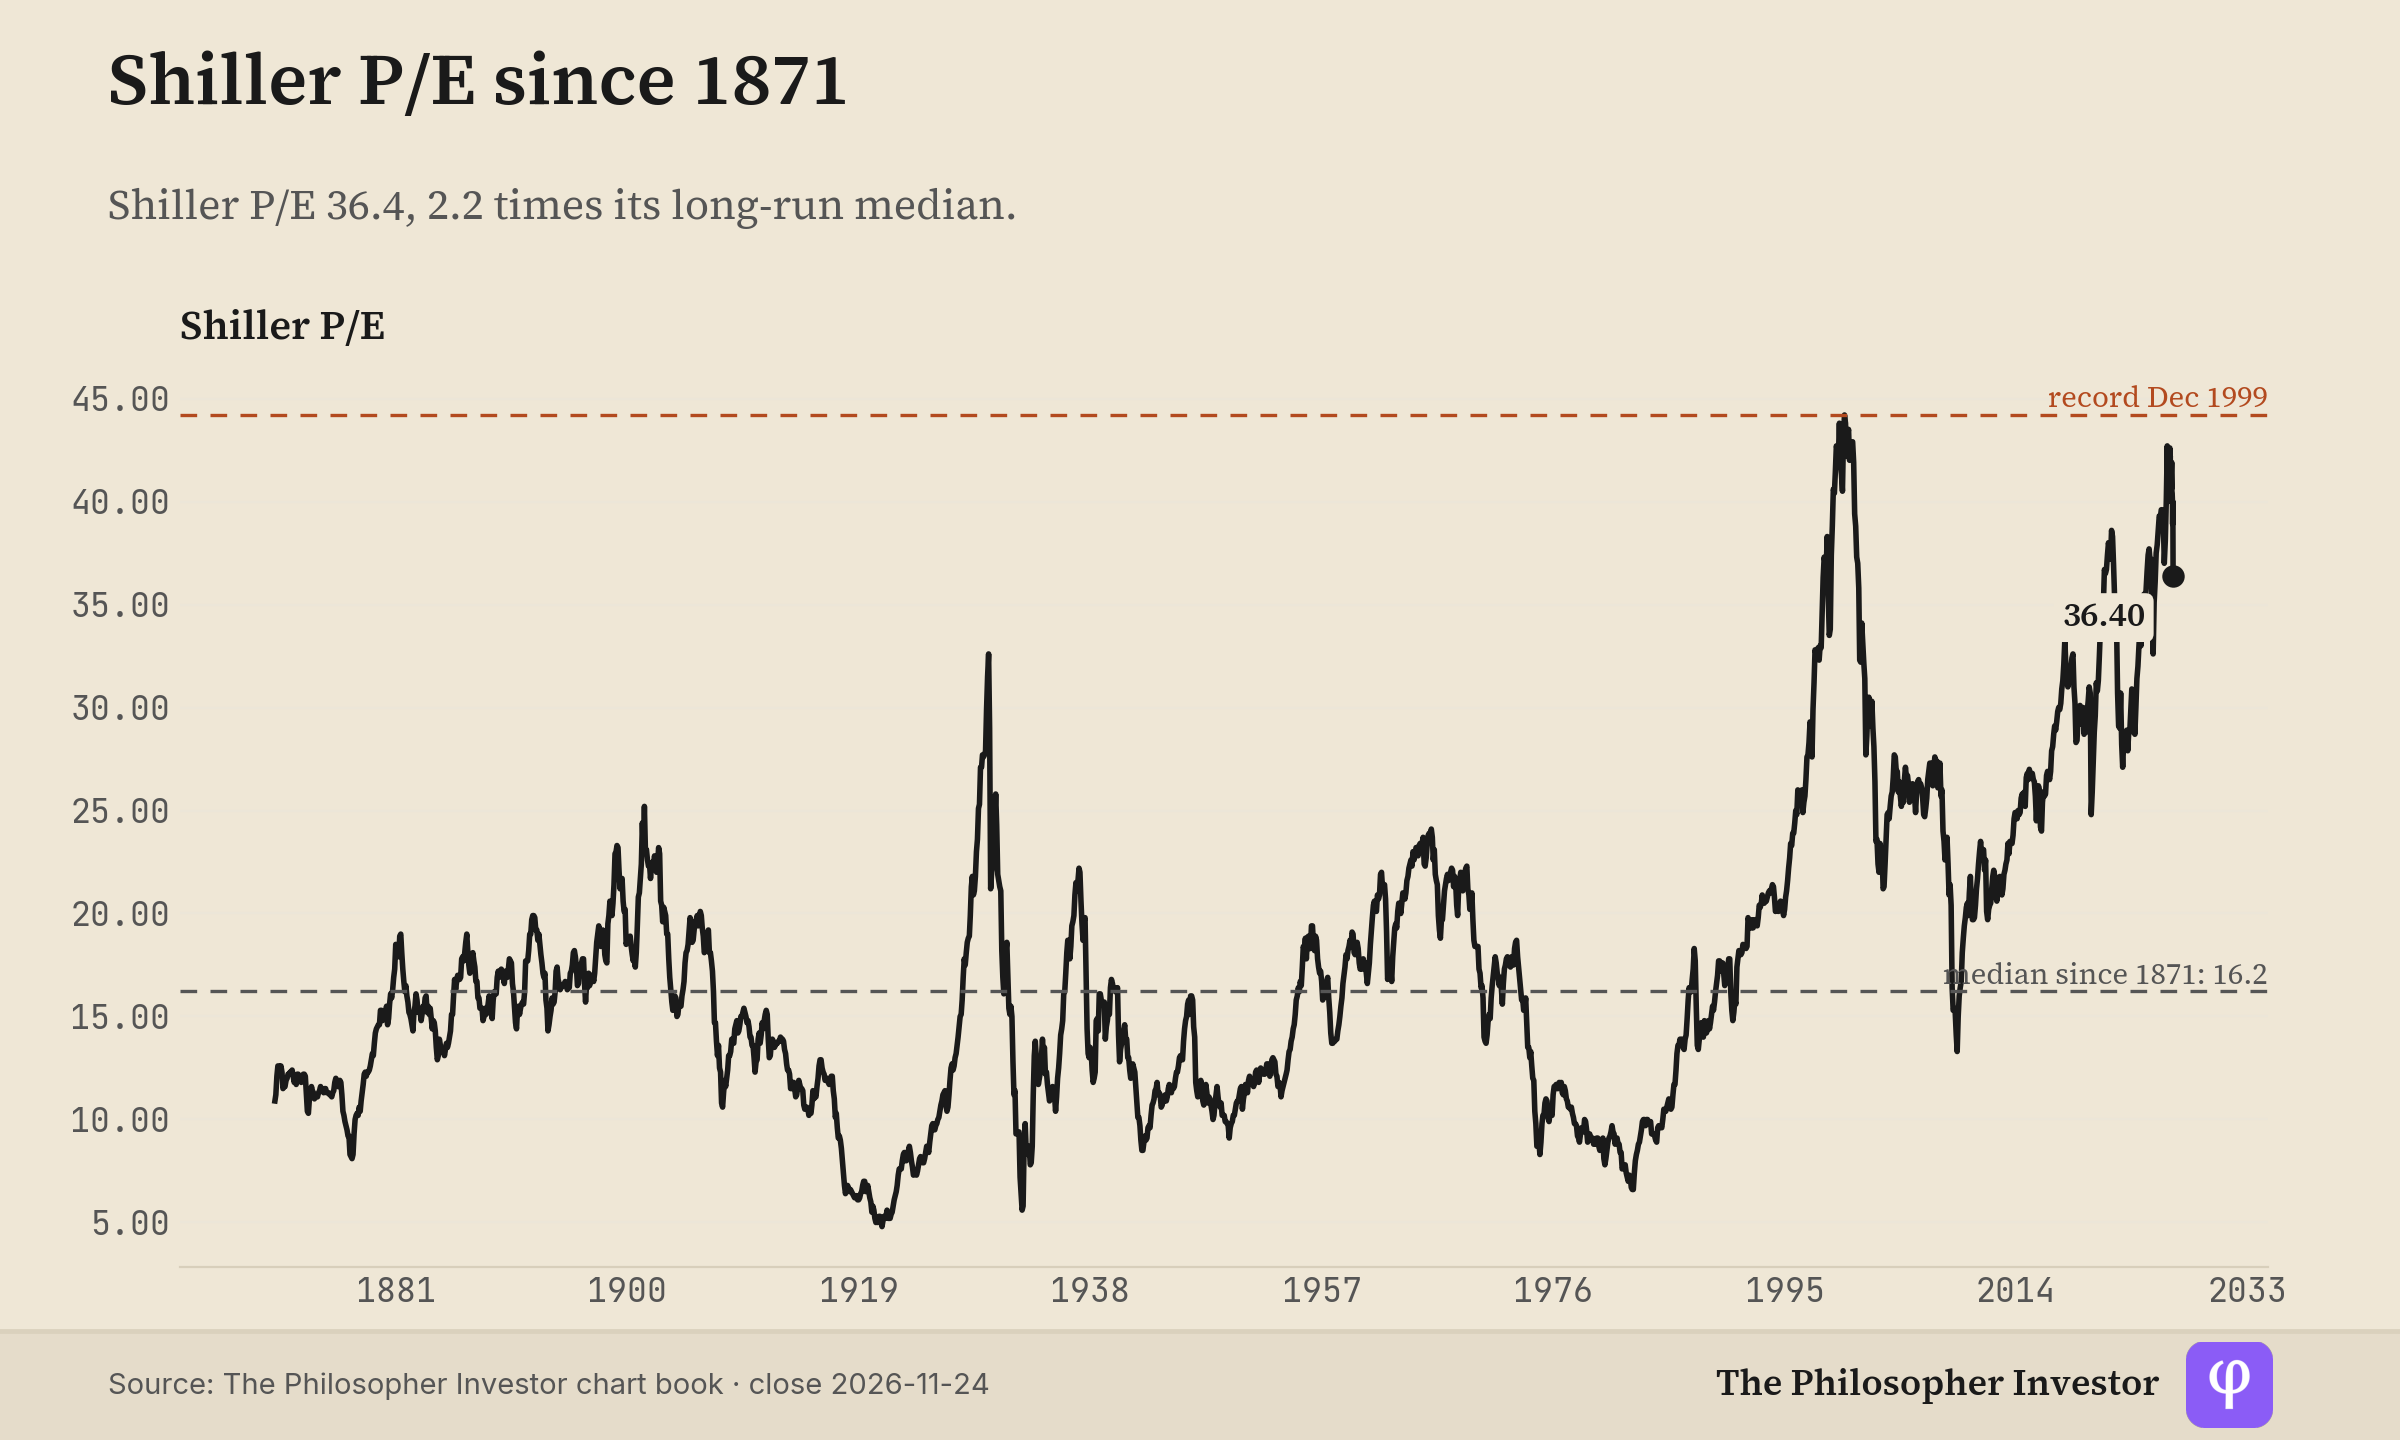 Shiller P/E since 1871
Shiller P/E 36.4, 2.2 times its long-run median.
Shiller P/E
45.00
record Dec 1999
40.00
35.00
36.40
30.00
25.00
20.00
median since 1871: 16.2
15.00
10.00
5.00
1881 1900 1919 1938 1957 1976 1995 2014 2033
Source: The Philosopher Investor chart book · close 2026-11-24
The Philosopher Investor φ